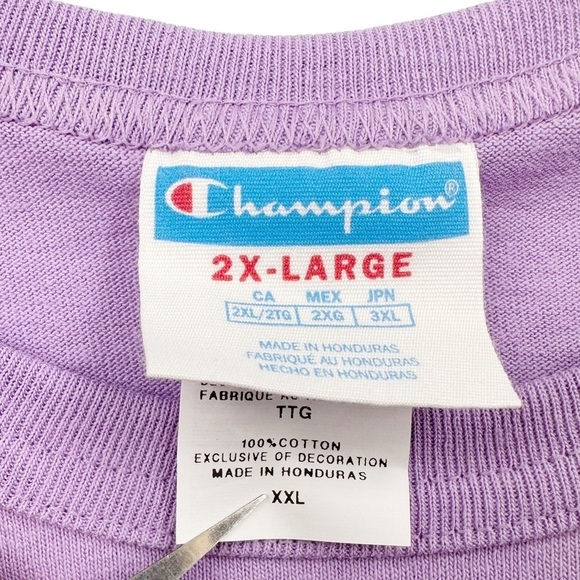 Champion®
2X-LARGE
CA MEX JPN
2XL/2TG 2XG 3XL
MADE IN HONDURAS
FABRIQUÉ AU HONDURAS
HECHO EN HONDURAS
FABRIQUE AU
TTG
100% COTTON
EXCLUSIVE OF DECORATION
MADE IN HONDURAS
XXL